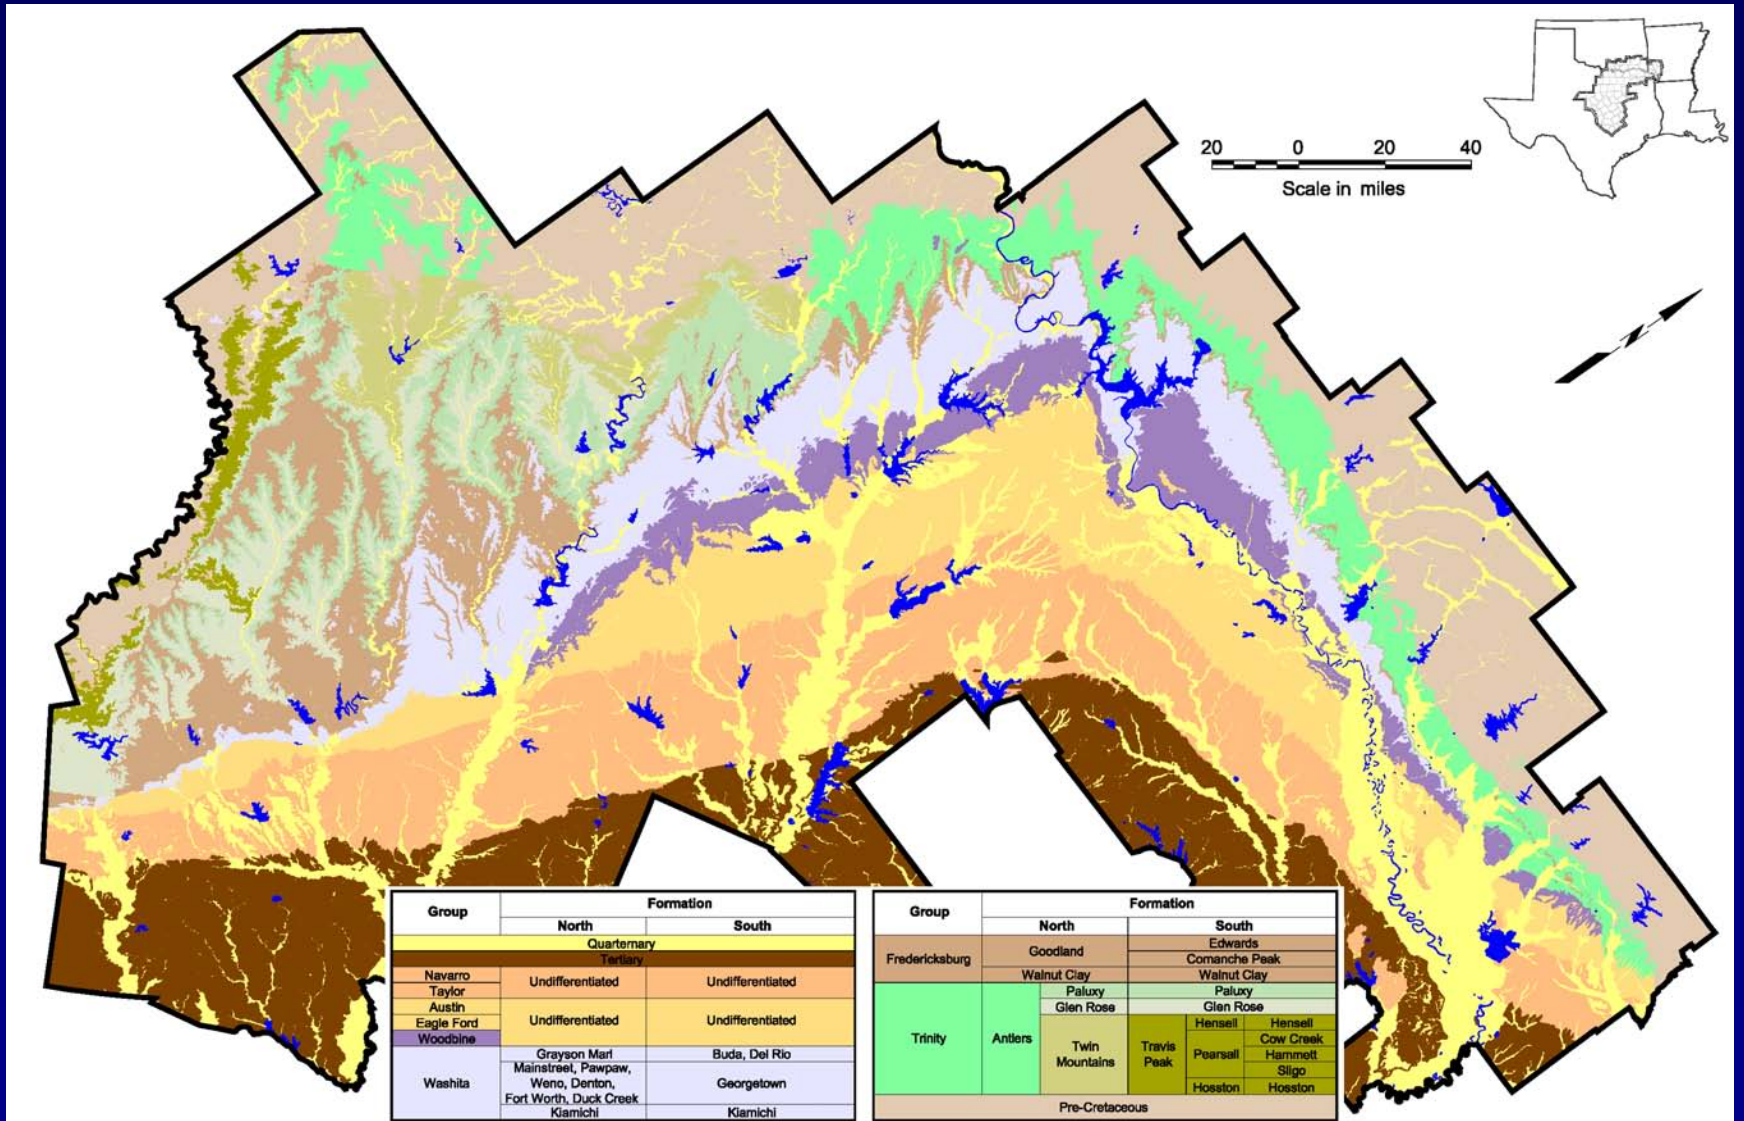 20 0 20 40
Scale in miles
Group Formation
North South
Quarternary
Tertiary
Navarro Undifferentiated Undifferentiated
Taylor
Austin Undifferentiated Undifferentiated
Eagle Ford
Woodbine
Washita Grayson Marl Buda, Del Rio
Mainstreet, Pawpaw,
Weno, Denton, Georgetown
Fort Worth, Duck Creek
Kiamichi Kiamichi
Group Formation
North South
Fredericksburg Goodland Edwards
Comanche Peak
Walnut Clay Walnut Clay
Trinity Antlers Paluxy Paluxy
Glen Rose Glen Rose
Twin Mountains Travis Peak Hensell Hensell
Pearsall Cow Creek
Hammett
Sligo
Hosston Hosston
Pre-Cretaceous